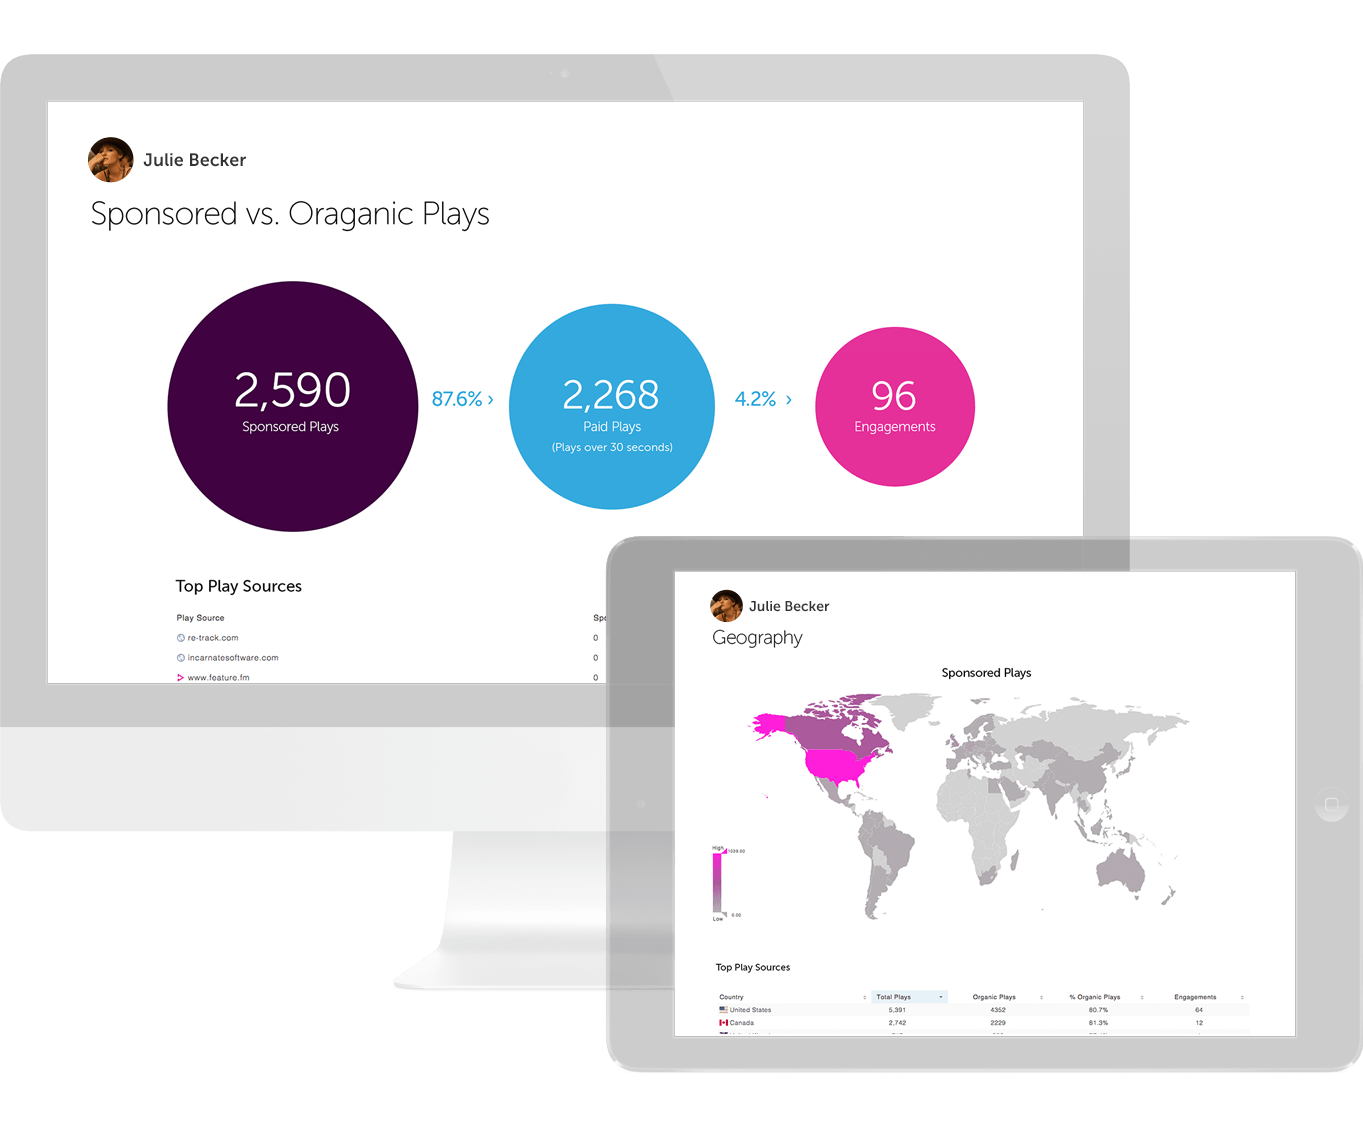 Julie Becker
Sponsored vs. Oraganic Plays
2,590
Sponsored Plays
87.6% ›
2,268
Paid Plays
(Plays over 30 seconds)
4.2% ›
96
Engagements
Top Play Sources
Play Source
re-track.com 0
incarnatesoftware.com 0
www.feature.fm 0
Julie Becker
Geography
Sponsored Plays
High 1039.00
Low 0.00
Top Play Sources
Country Total Plays Organic Plays % Organic Plays Engagements
United States 5,391 4352 80.7% 64
Canada 2,742 2229 81.3% 12